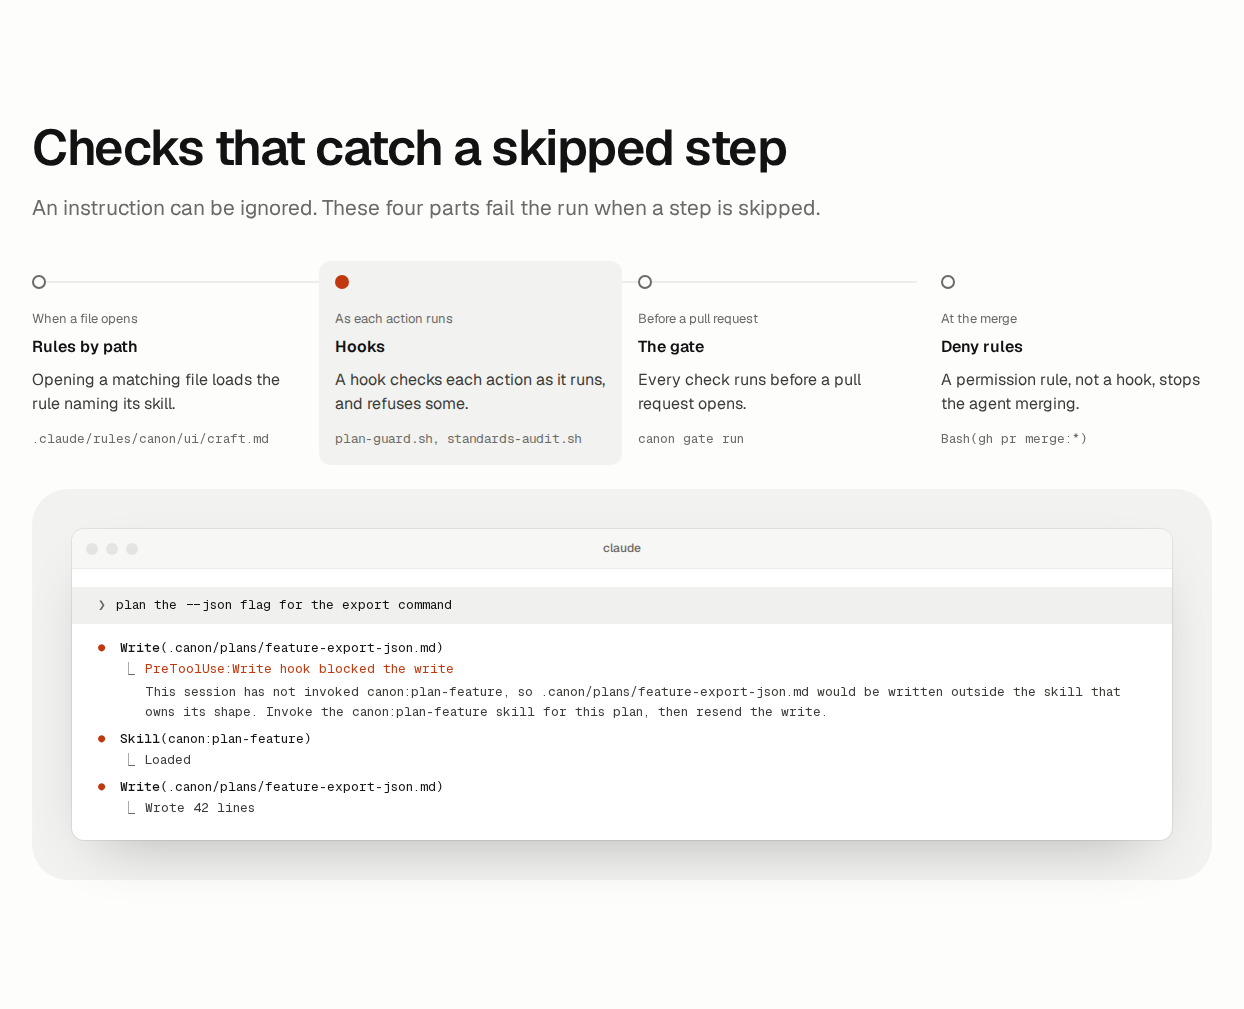 Checks that catch a skipped step
An instruction can be ignored. These four parts fail the run when a step is skipped.
When a file opens
Rules by path
Opening a matching file loads the
rule naming its skill.
.claude/rules/canon/ui/craft.md
As each action runs
Hooks
A hook checks each action as it runs,
and refuses some.
plan-guard.sh, standards-audit.sh
Before a pull request
The gate
Every check runs before a pull
request opens.
canon gate run
At the merge
Deny rules
A permission rule, not a hook, stops
the agent merging.
Bash(gh pr merge:*)
claude
❯ plan the --json flag for the export command
● Write(.canon/plans/feature-export-json.md)
⎿ PreToolUse:Write hook blocked the write
This session has not invoked canon:plan-feature, so .canon/plans/feature-export-json.md would be written outside the skill that
owns its shape. Invoke the canon:plan-feature skill for this plan, then resend the write.
● Skill(canon:plan-feature)
⎿ Loaded
● Write(.canon/plans/feature-export-json.md)
⎿ Wrote 42 lines